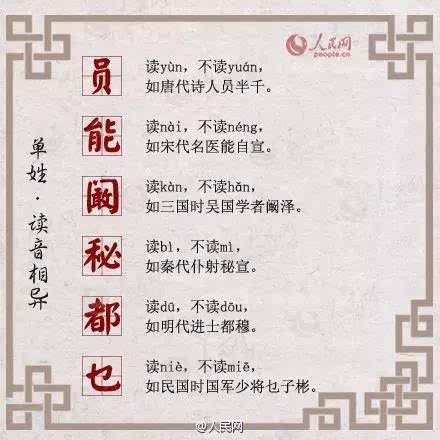 人民网
people.cn
单姓·读音相异
员
读yùn，不读yuán，
如唐代诗人员半千。
能
读nài，不读néng，
如宋代名医能自宣。
阚
读kàn，不读hǎn，
如三国时吴国学者阚泽。
秘
读bì，不读mì，
如秦代仆射秘宣。
都
读dū，不读dōu，
如明代进士都穆。
乜
读niè，不读miē，
如民国时国军少将乜子彬。
@人民网